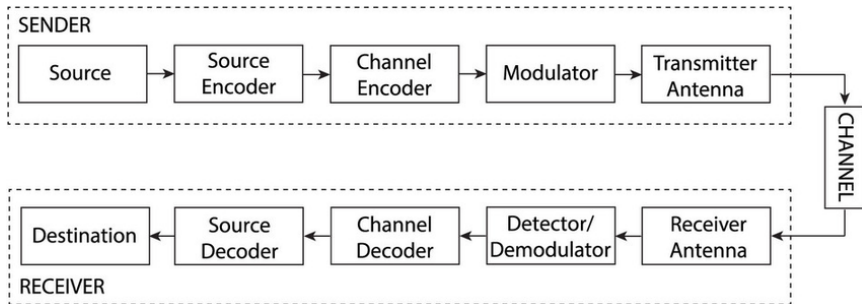 SENDER
Source
Source
Encoder
Channel
Encoder
Modulator
Transmitter
Antenna
CHANNEL
Destination
Source
Decoder
Channel
Decoder
Detector/
Demodulator
Receiver
Antenna
RECEIVER